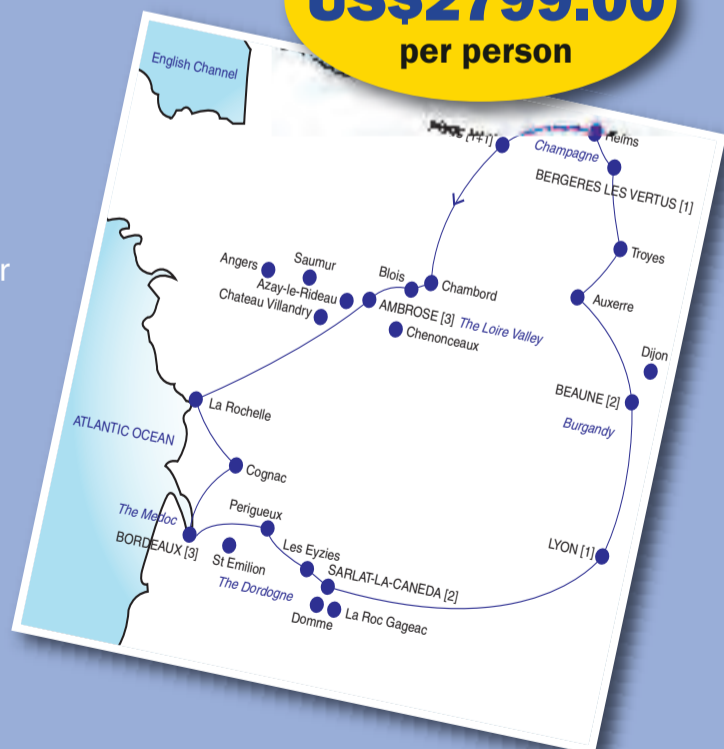 US$2799.00
per person
English Channel
[1+1]
Reims
Champagne
BERGERES LES VERTUS [1]
Troyes
Angers
Saumur
Azay-le-Rideau
Chateau Villandry
Blois
Chambord
AMBROSE [3]
The Loire Valley
Chenonceaux
Auxerre
Dijon
BEAUNE [2]
Burgandy
La Rochelle
ATLANTIC OCEAN
Cognac
The Medoc
BORDEAUX [3]
Perigueux
St Emilion
Les Eyzies
The Dordogne
SARLAT-LA-CANEDA [2]
LYON [1]
Domme
La Roc Gageac
r